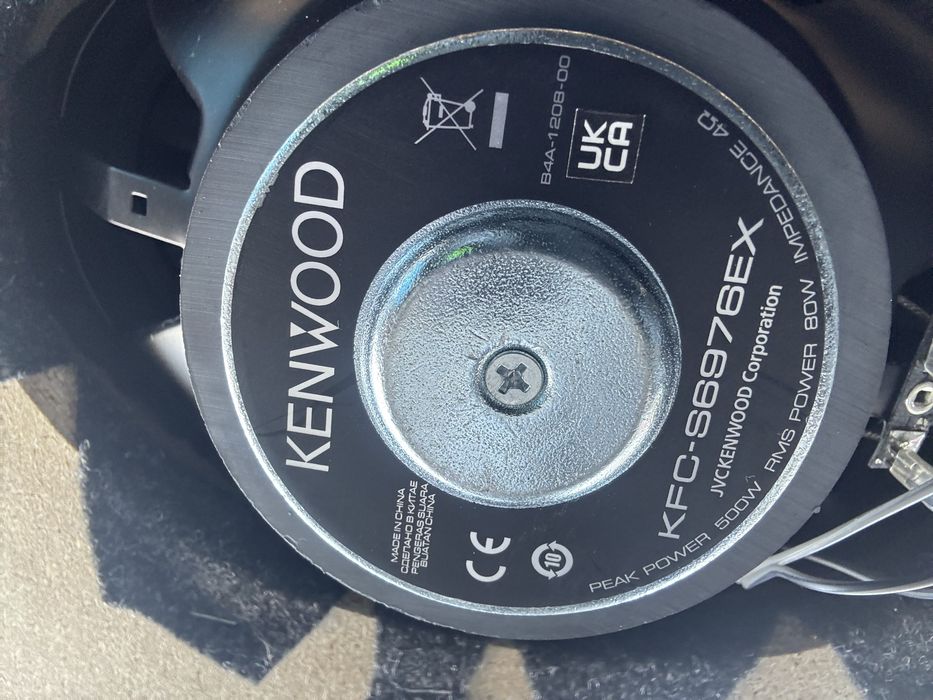 KENWOOD
MADE IN CHINA
СДЕЛАНО В КИТАЕ
PENGERAS SUARA
BUATAN CHINA
B4A-1208-00
UK
CA
CE
10
KFC-S6976EX
JVCKENWOOD Corporation
PEAK POWER 500W RMS POWER 80W IMPEDANCE 4Ω